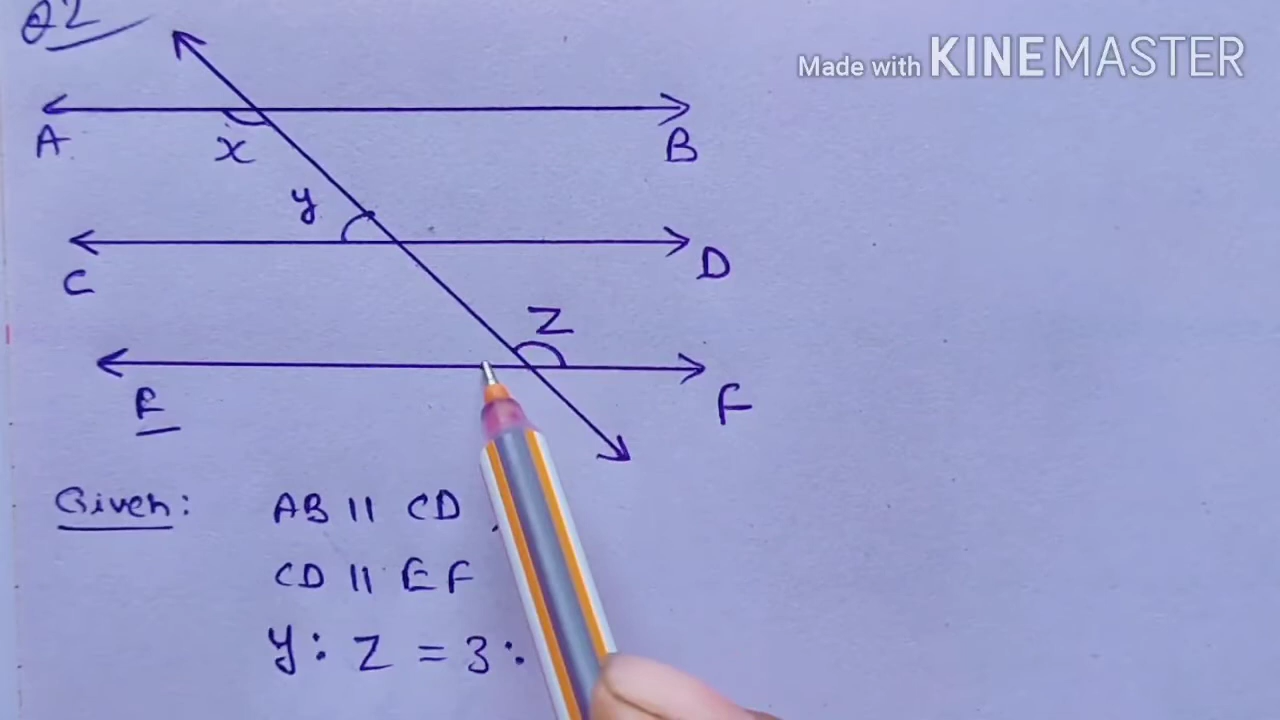 Q2
Made with KINEMASTER
A
B
x
y
C
D
Z
E
F
Given: AB || CD ,
CD || EF
y : Z = 3 :